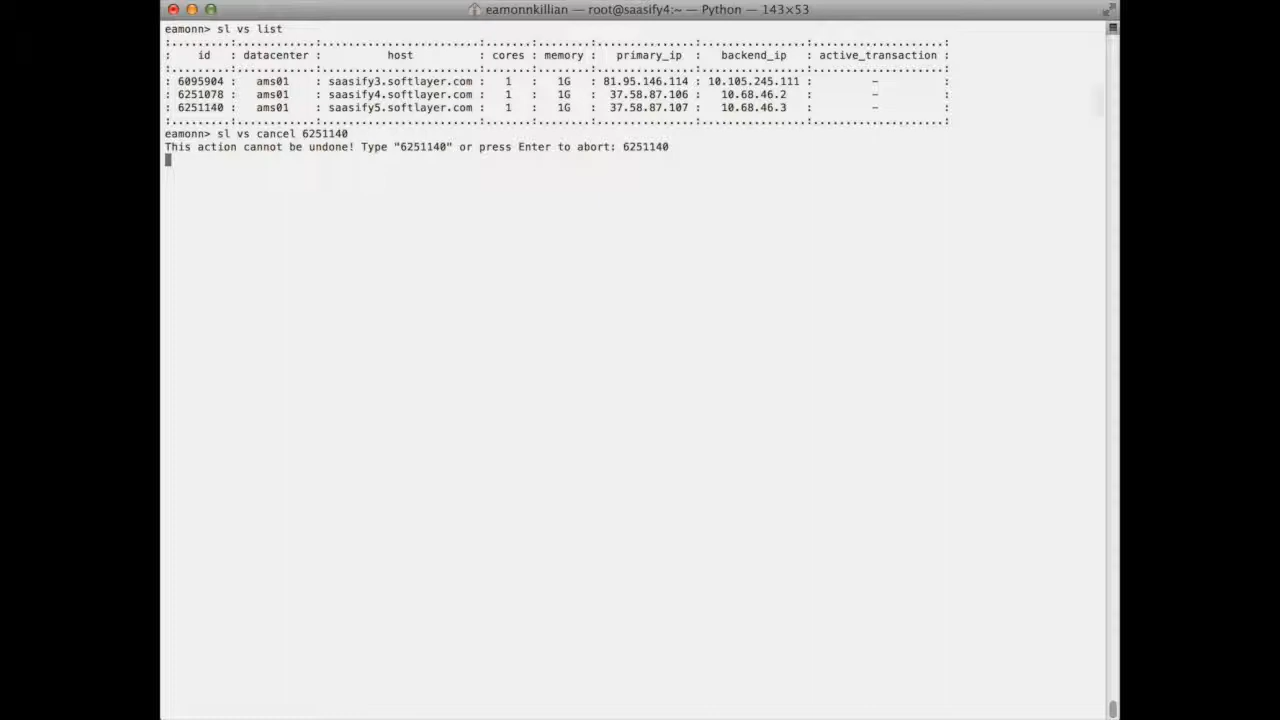 eamonnkillian — root@saasify4:~ — Python — 143×53
eamonn> sl vs list
:.........:............:.......................:.......:........:................:................:....................:
:    id   : datacenter :          host         : cores : memory :   primary_ip   :   backend_ip   : active_transaction :
:.........:............:.......................:.......:........:................:................:....................:
: 6095904 :   ams01    : saasify3.softlayer.com :   1   :   1G   : 81.95.146.114 : 10.105.245.111 :         –          :
: 6251078 :   ams01    : saasify4.softlayer.com :   1   :   1G   :  37.58.87.106 :   10.68.46.2   :         –          :
: 6251140 :   ams01    : saasify5.softlayer.com :   1   :   1G   :  37.58.87.107 :   10.68.46.3   :         –          :
:.........:............:.......................:.......:........:................:................:....................:
eamonn> sl vs cancel 6251140
This action cannot be undone! Type "6251140" or press Enter to abort: 6251140